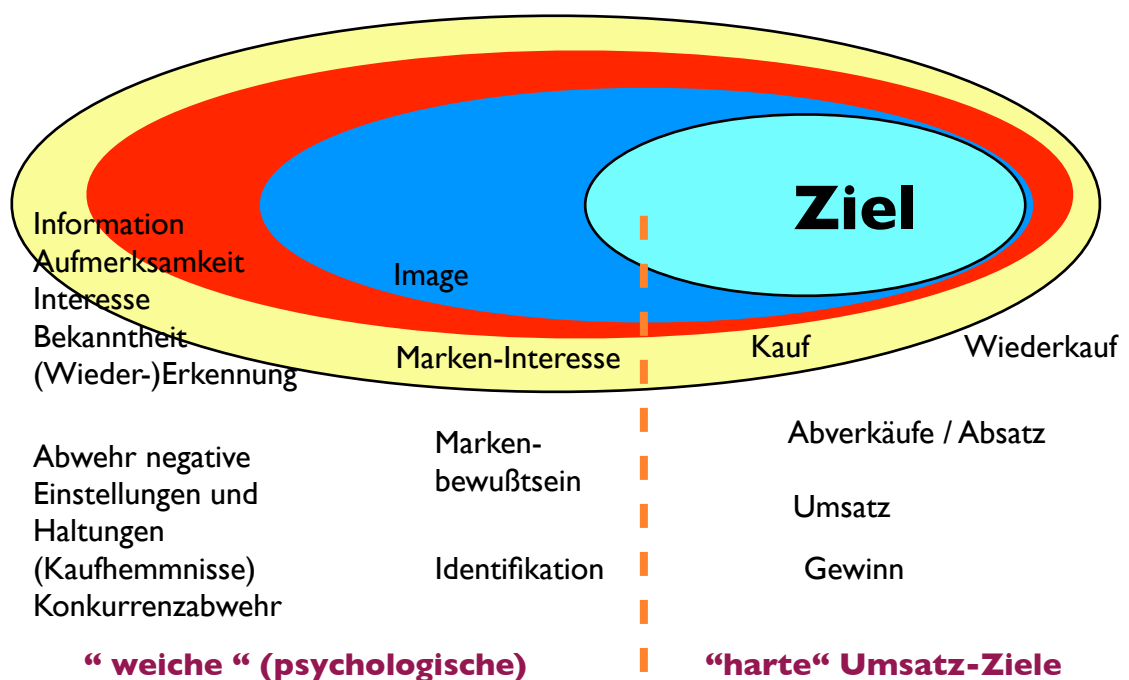 Ziel
Information
Aufmerksamkeit
Interesse
Bekanntheit
(Wieder-)Erkennung
Image
Marken-Interesse
Kauf
Wiederkauf
Abwehr negative
Einstellungen und
Haltungen
(Kaufhemmnisse)
Konkurrenzabwehr
Marken-
bewußtsein
Identifikation
Abverkäufe / Absatz
Umsatz
Gewinn
“ weiche “ (psychologische)
“harte“ Umsatz-Ziele